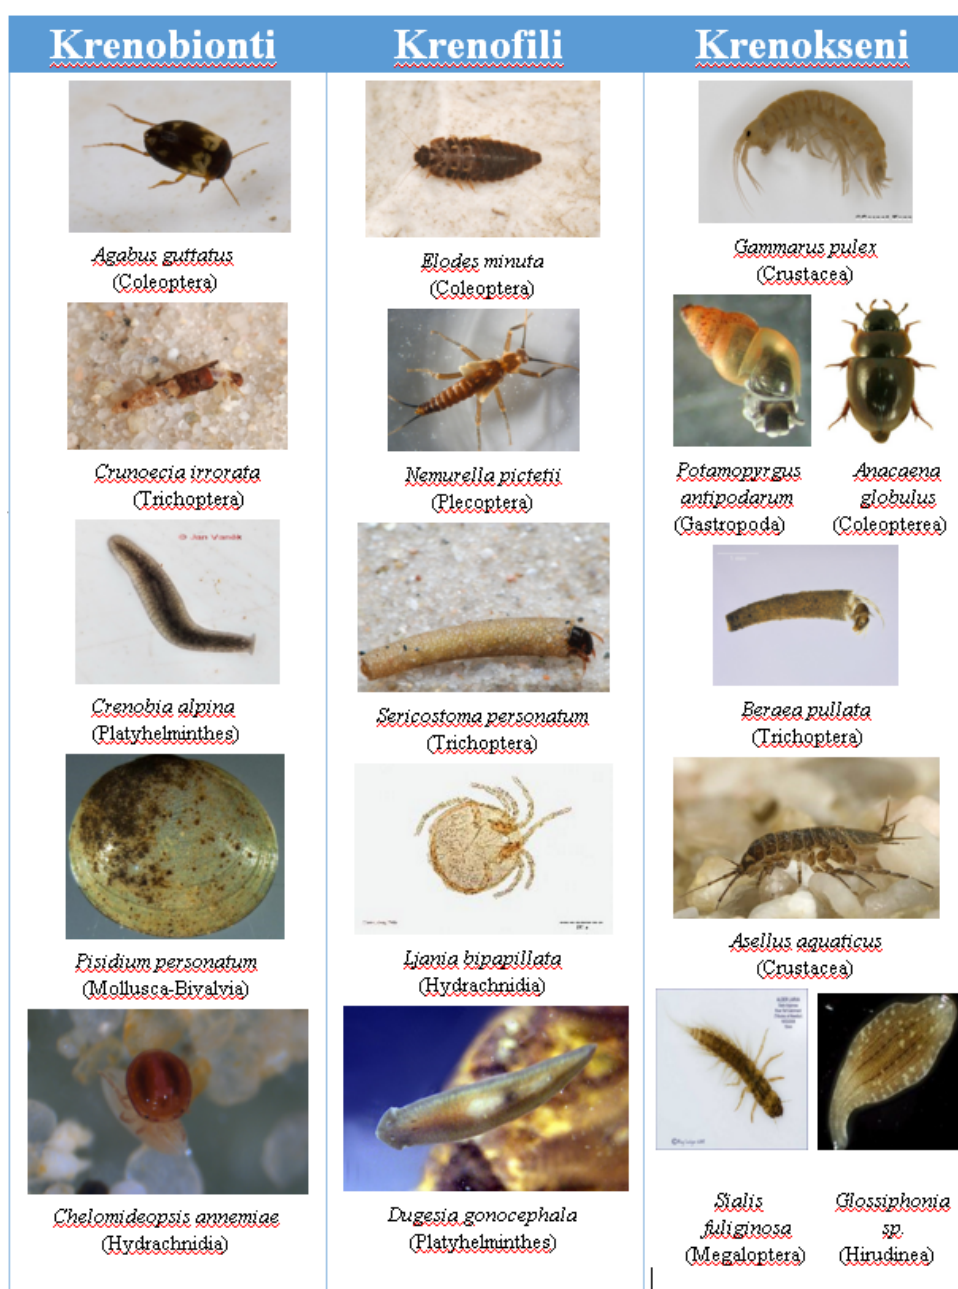 Krenobionti
Krenofili
Krenokseni
Agabus guttatus
(Coleoptera)
Crunoecia irrorata
(Trichoptera)
© Jan Vaněk
Crenobia alpina
(Platyhelminthes)
Pisidium personatum
(Mollusca-Bivalvia)
Chelomideopsis annemiae
(Hydrachnidia)
Elodes minuta
(Coleoptera)
Nemurella pictetii
(Plecoptera)
Sericostoma personatum
(Trichoptera)
Ljania bipapillata
(Hydrachnidia)
Dugesia gonocephala
(Platyhelminthes)
Gammarus pulex
(Crustacea)
Potamopyrgus
antipodarum
(Gastropoda)
Anacaena
globulus
(Coleopterea)
Beraea pullata
(Trichoptera)
Asellus aquaticus
(Crustacea)
Sialis
fuliginosa
(Megaloptera)
Glossiphonia
sp.
(Hirudinea)